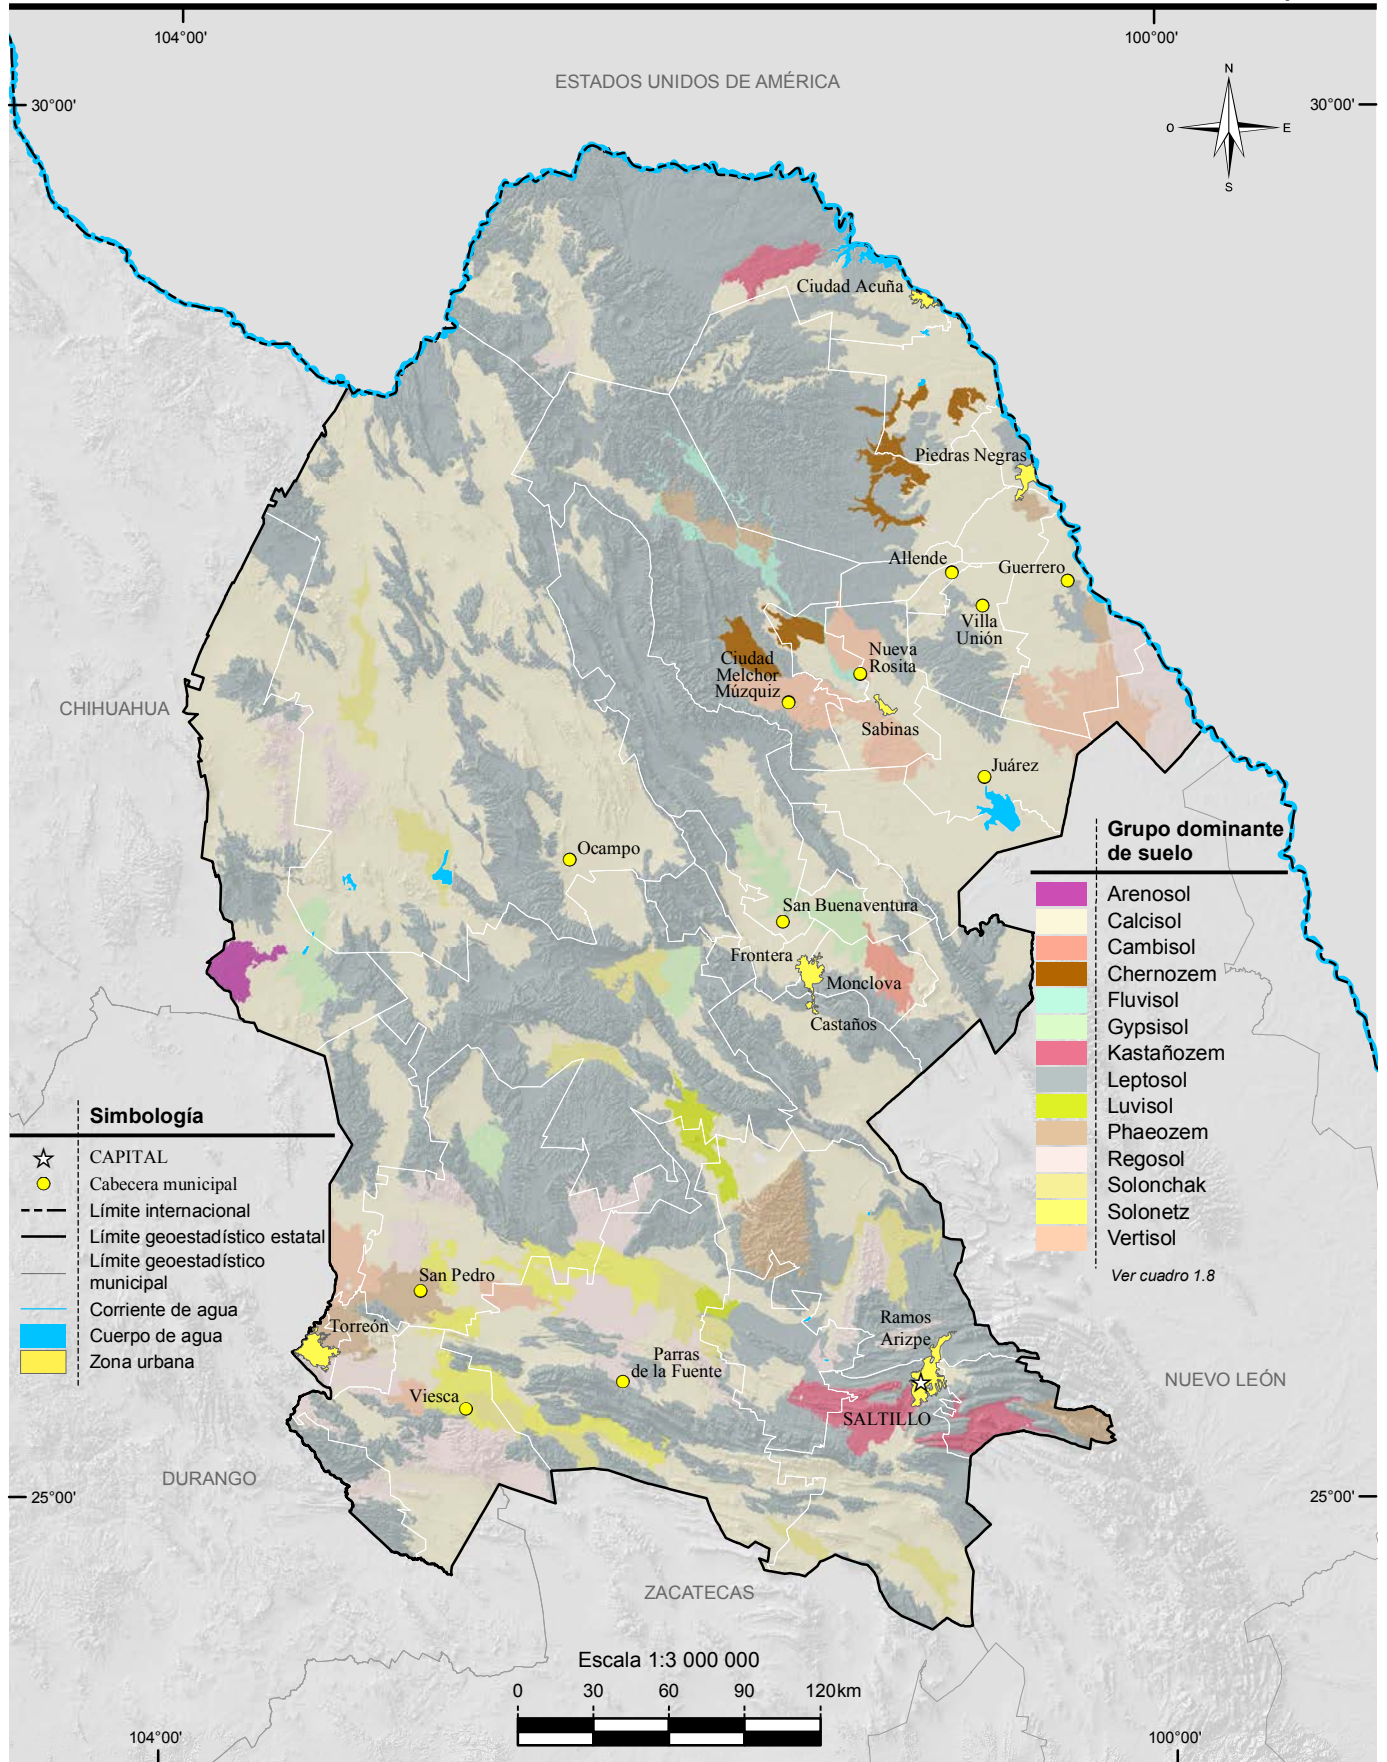 104°00'
100°00'
ESTADOS UNIDOS DE AMÉRICA
30°00'
30°00'
N
O
E
S
Ciudad Acuña
Piedras Negras
Allende
Guerrero
Villa
Unión
Nueva
Rosita
Ciudad
Melchor
Múzquiz
CHIHUAHUA
Sabinas
Juárez
Ocampo
San Buenaventura
Frontera
Monclova
Castaños
Grupo dominante
de suelo
Arenosol
Calcisol
Cambisol
Chernozem
Fluvisol
Gypsisol
Kastañozem
Leptosol
Luvisol
Phaeozem
Regosol
Solonchak
Solonetz
Vertisol
Ver cuadro 1.8
Simbología
CAPITAL
Cabecera municipal
Límite internacional
Límite geoestadístico estatal
Límite geoestadístico
municipal
Corriente de agua
Cuerpo de agua
Zona urbana
San Pedro
Torreón
Ramos
Arizpe
Parras
de la Fuente
Viesca
SALTILLO
NUEVO LEÓN
DURANGO
25°00'
25°00'
ZACATECAS
Escala 1:3 000 000
0 30 60 90 120km
104°00'
100°00'